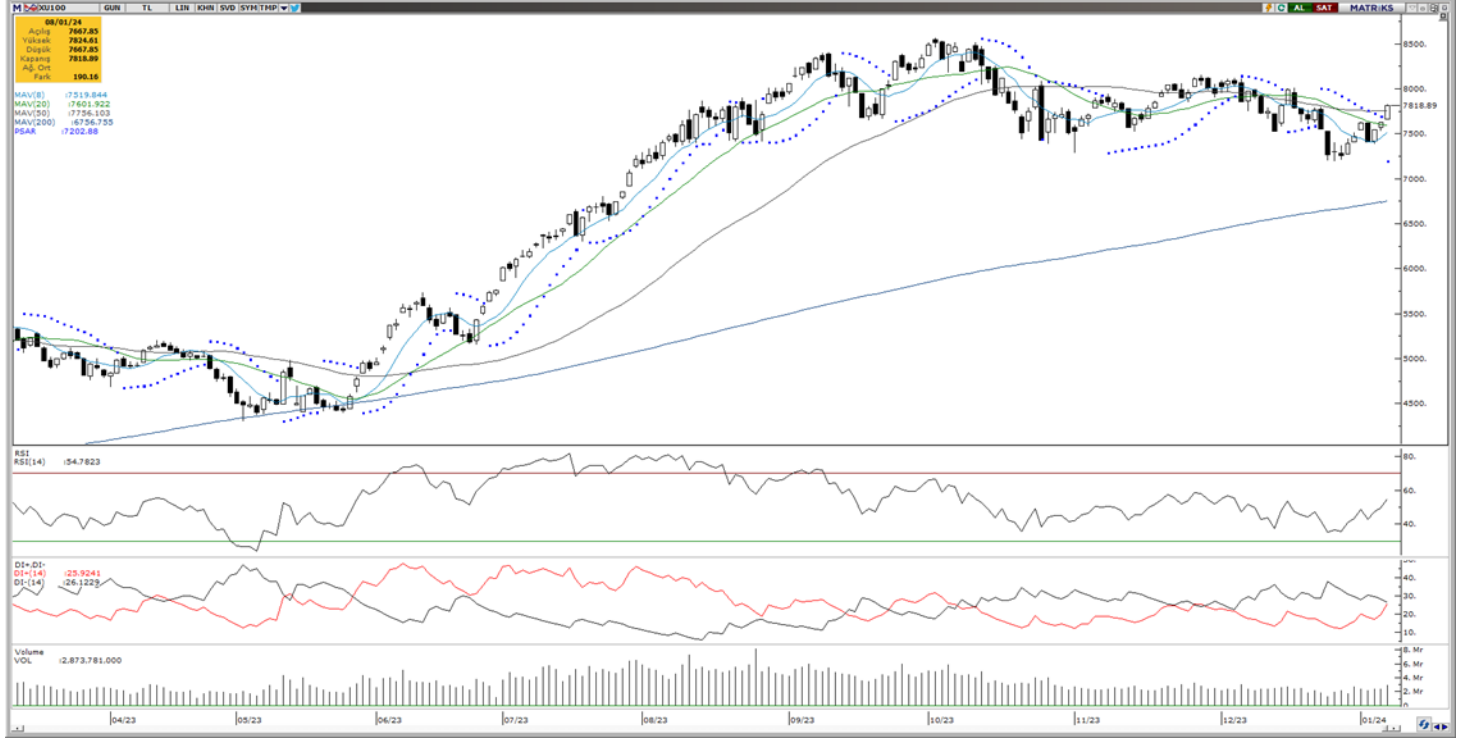 M XU100 GUN TL LIN KHN SVD SYM TMP AL SAT MATRiKS
08/01/24
Açılış 7667.85
Yüksek 7824.61
Düşük 7667.85
Kapanış 7818.89
Ağ. Ort
Fark 190.16
MAV(8) :7519.844
MAV(20) :7601.922
MAV(50) :7756.103
MAV(200) :6756.755
PSAR :7202.88
8500.
8000.
7818.89
7500.
7000.
6500.
6000.
5500.
5000.
4500.
RSI
RSI(14) :54.7823
80.
60.
40.
DI+,DI-
DI+(14) :25.9241
DI-(14) :26.1229
40.
30.
20.
10.
Volume
VOL :2.873.781.000
8. Mr
6. Mr
4. Mr
2. Mr
0.
04/23 05/23 06/23 07/23 08/23 09/23 10/23 11/23 12/23 01/24